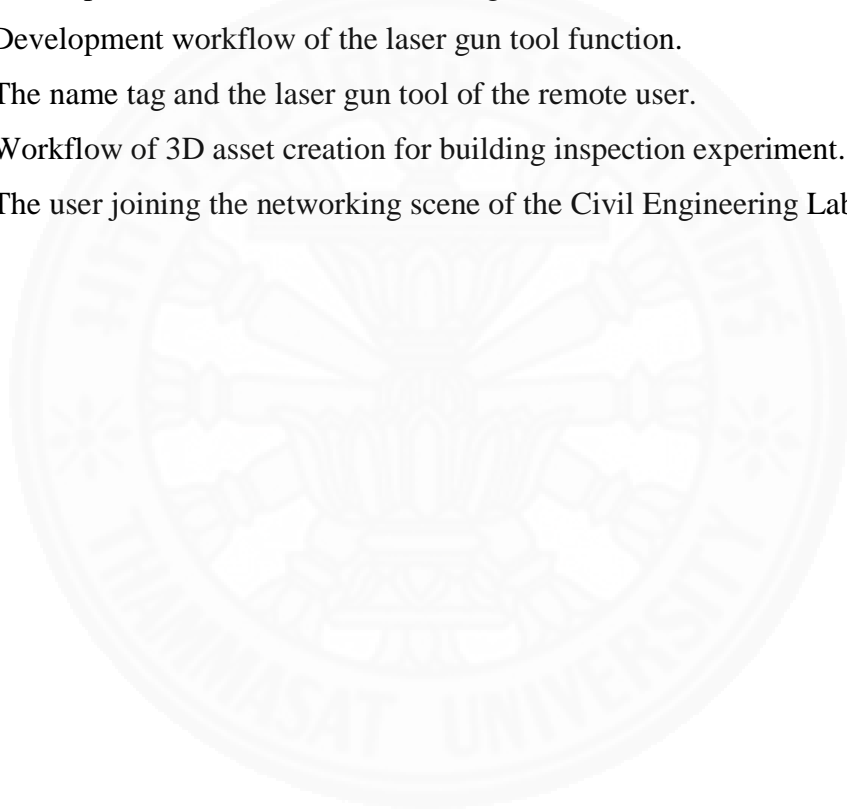 Development workflow of the laser gun tool function.
The name tag and the laser gun tool of the remote user.
Workflow of 3D asset creation for building inspection experiment.
The user joining the networking scene of the Civil Engineering Lab
THAMMASAT UNIVERSITY